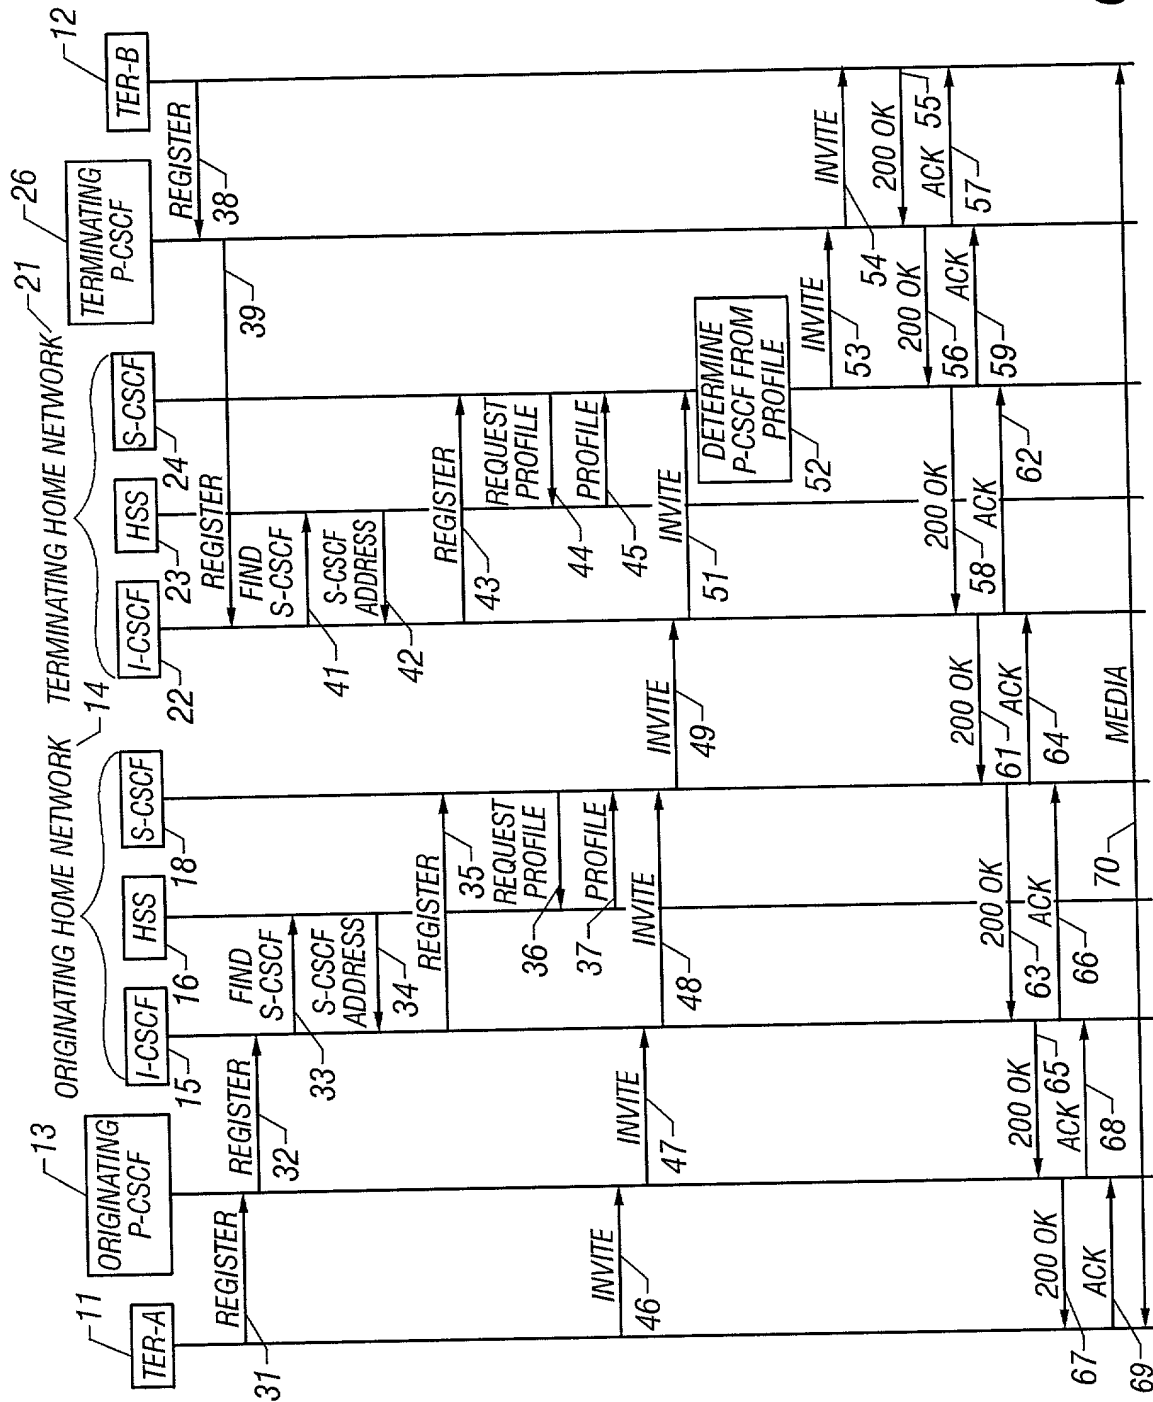 11
TER-A
13
ORIGINATING
P-CSCF
ORIGINATING HOME NETWORK
14
I-CSCF
15
HSS
16
S-CSCF
18
TERMINATING HOME NETWORK
21
I-CSCF
22
HSS
23
S-CSCF
24
TERMINATING
P-CSCF
26
TER-B
12
REGISTER
31
REGISTER
32
FIND
S-CSCF
33
S-CSCF
ADDRESS
34
REGISTER
35
REQUEST
PROFILE
36
PROFILE
37
REGISTER
38
REGISTER
39
FIND
S-CSCF
41
S-CSCF
ADDRESS
42
REGISTER
43
REQUEST
PROFILE
44
PROFILE
45
INVITE
46
INVITE
47
INVITE
48
INVITE
49
INVITE
51
DETERMINE
P-CSCF FROM
PROFILE
52
INVITE
53
INVITE
54
200 OK
55
200 OK
56
ACK
57
200 OK
58
ACK
59
200 OK
61
ACK
62
200 OK
63
ACK
64
200 OK
65
ACK
66
200 OK
67
ACK
68
ACK
69
MEDIA
70